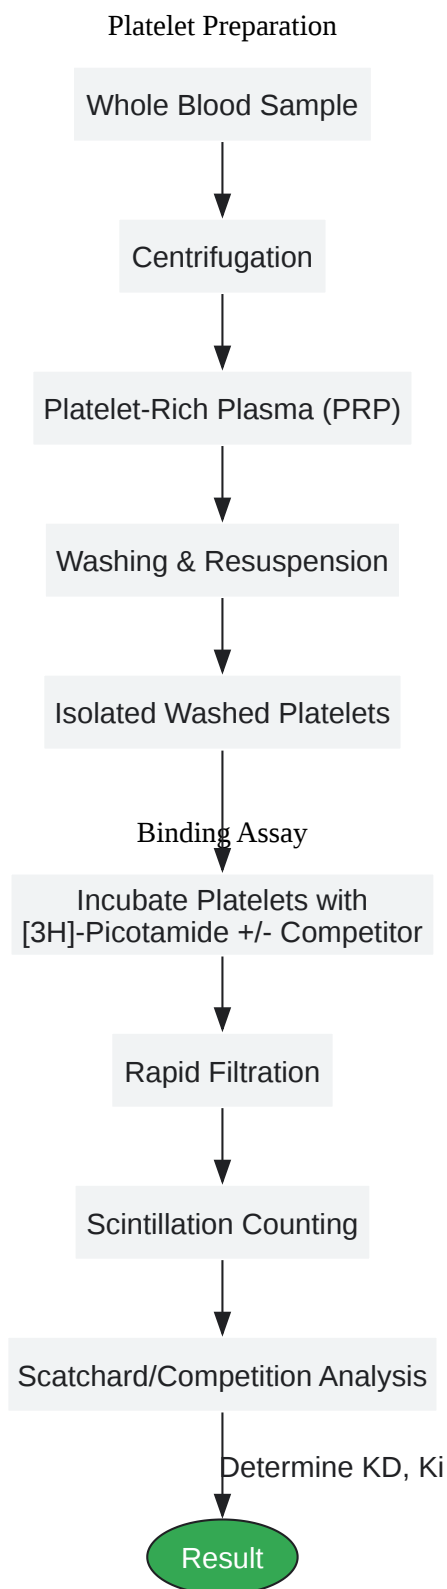 Platelet Preparation
Whole Blood Sample
Centrifugation
Platelet-Rich Plasma (PRP)
Washing & Resuspension
Isolated Washed Platelets
Binding Assay
Incubate Platelets with
[3H]-Picotamide +/- Competitor
Rapid Filtration
Scintillation Counting
Scatchard/Competition Analysis
Determine KD, Ki
Result